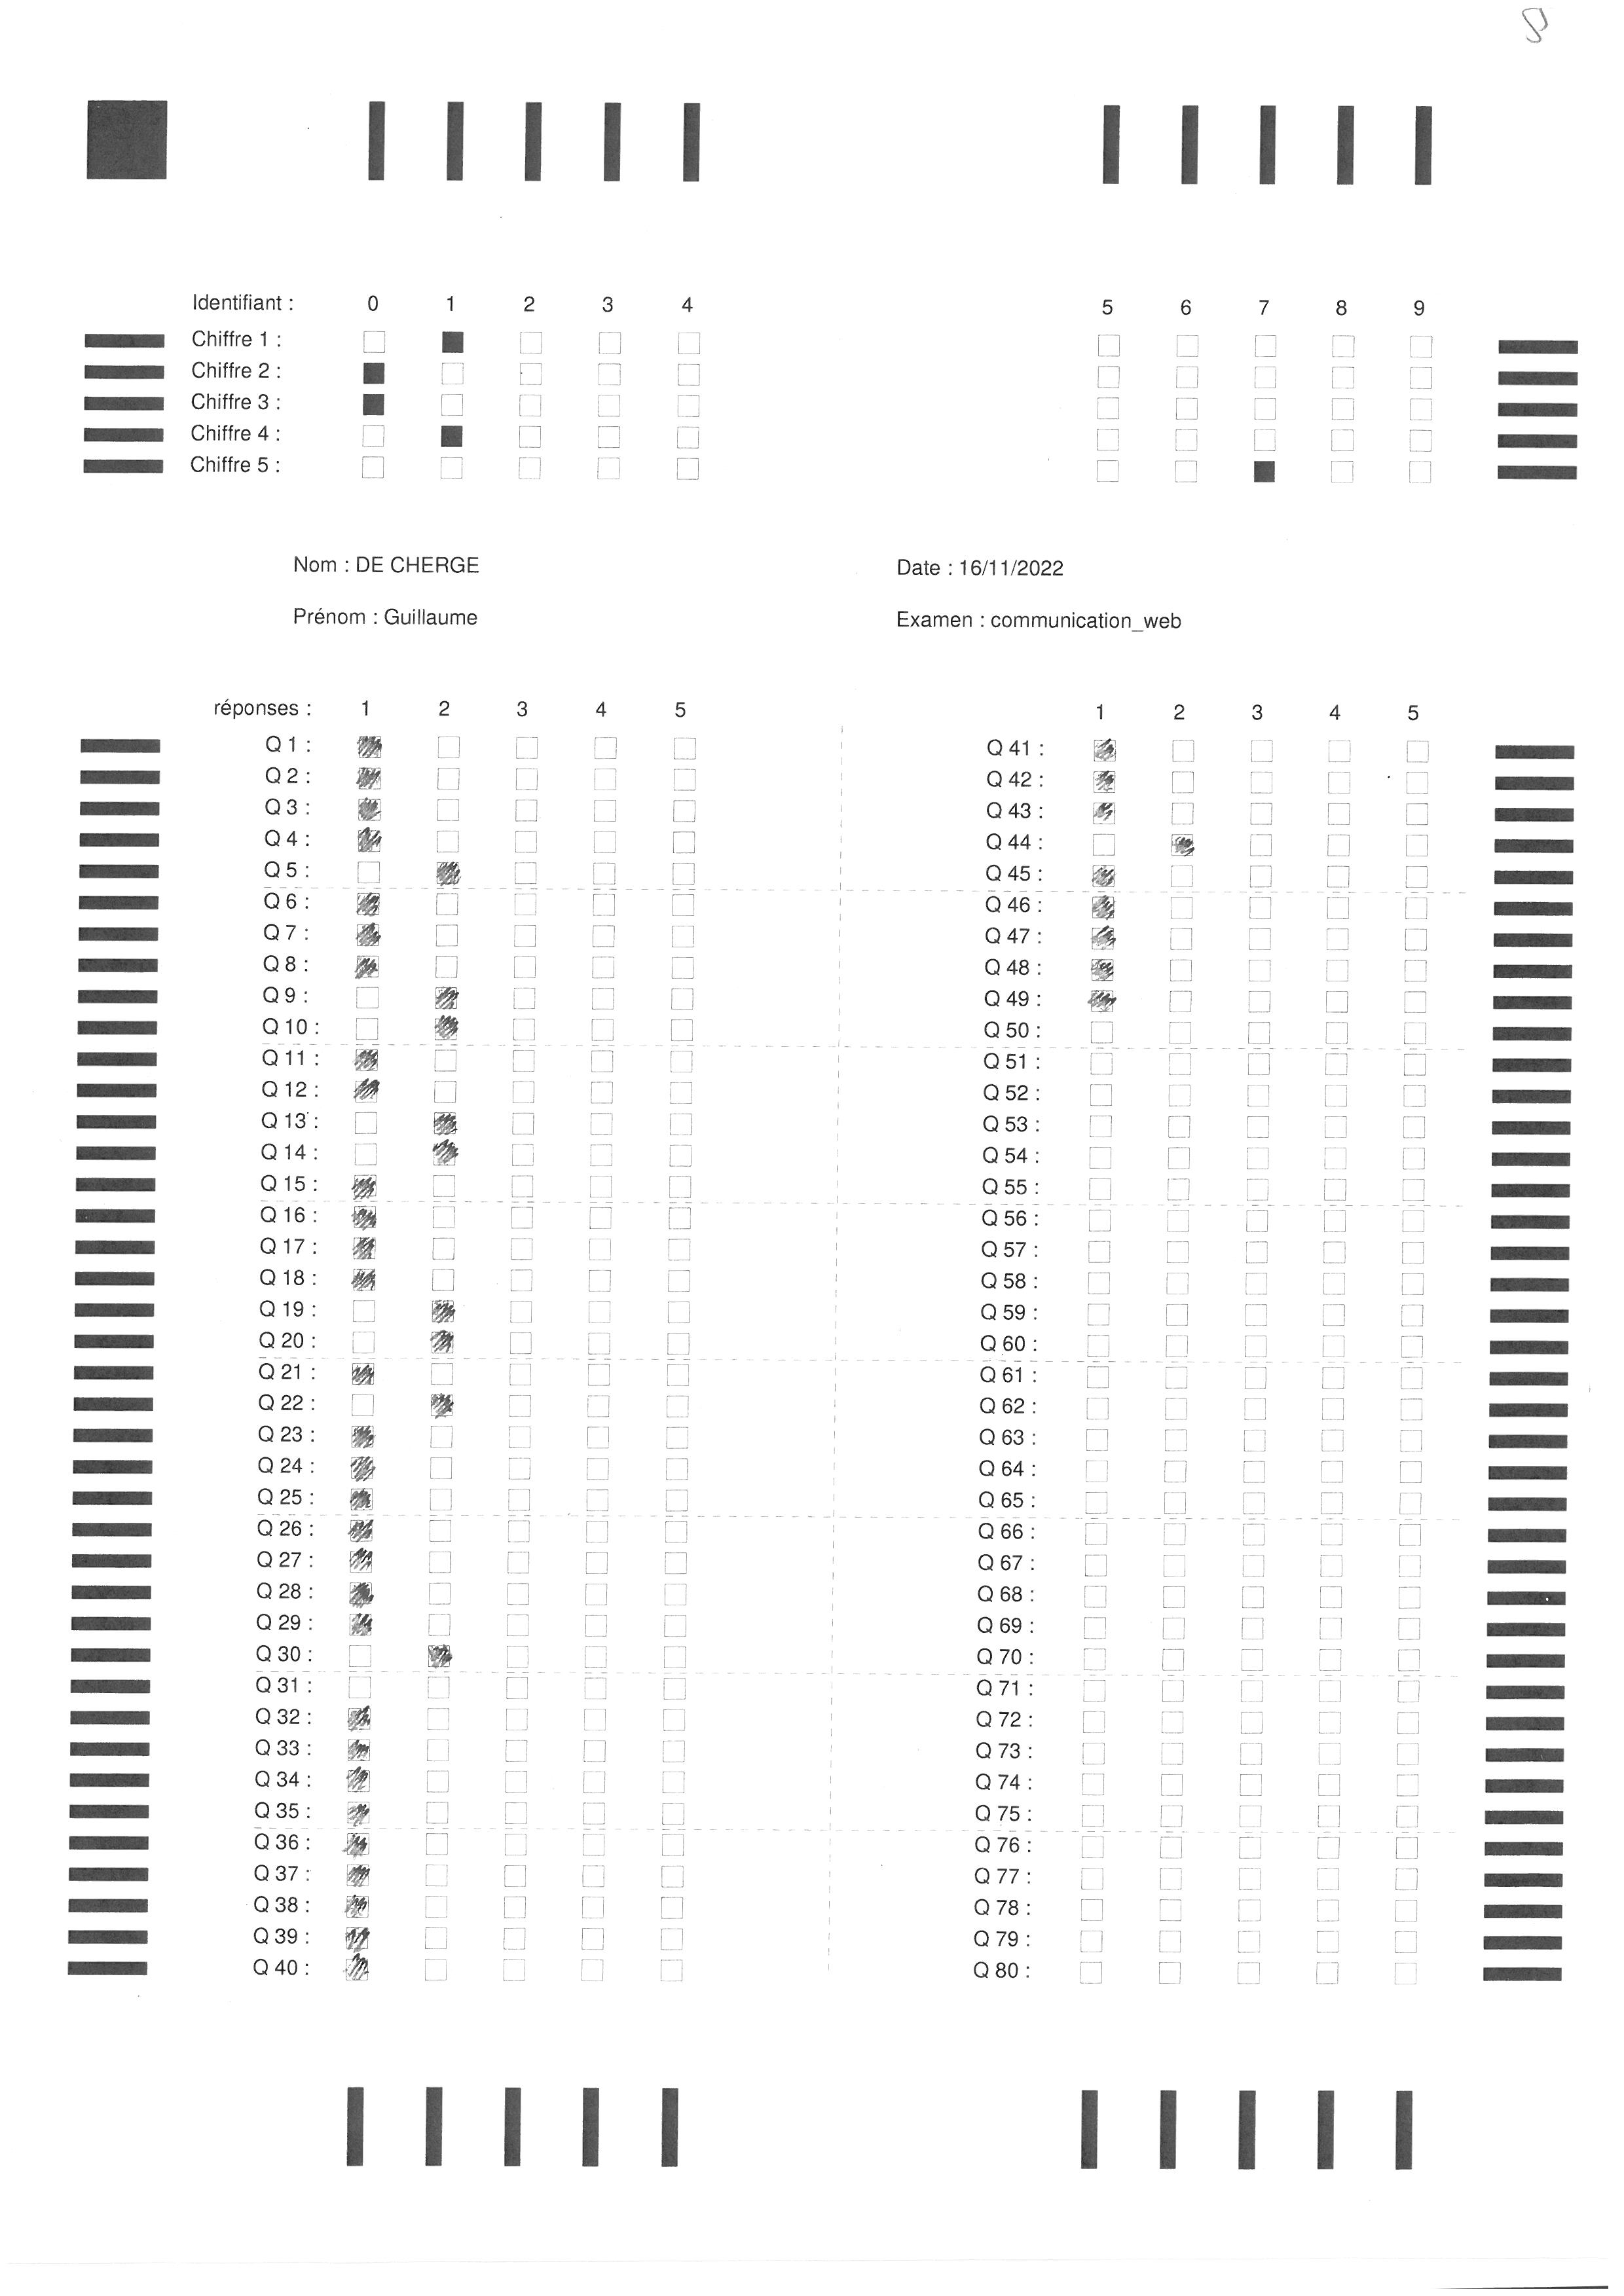 Identifiant : 0 1 2 3 4 5 6 7 8 9
Chiffre 1 :
Chiffre 2 :
Chiffre 3 :
Chiffre 4 :
Chiffre 5 :
Nom : DE CHERGE
Date : 16/11/2022
Prénom : Guillaume
Examen : communication_web
réponses : 1 2 3 4 5
Q 1 :
Q 2 :
Q 3 :
Q 4 :
Q 5 :
Q 6 :
Q 7 :
Q 8 :
Q 9 :
Q 10 :
Q 11 :
Q 12 :
Q 13 :
Q 14 :
Q 15 :
Q 16 :
Q 17 :
Q 18 :
Q 19 :
Q 20 :
Q 21 :
Q 22 :
Q 23 :
Q 24 :
Q 25 :
Q 26 :
Q 27 :
Q 28 :
Q 29 :
Q 30 :
Q 31 :
Q 32 :
Q 33 :
Q 34 :
Q 35 :
Q 36 :
Q 37 :
Q 38 :
Q 39 :
Q 40 :
1 2 3 4 5
Q 41 :
Q 42 :
Q 43 :
Q 44 :
Q 45 :
Q 46 :
Q 47 :
Q 48 :
Q 49 :
Q 50 :
Q 51 :
Q 52 :
Q 53 :
Q 54 :
Q 55 :
Q 56 :
Q 57 :
Q 58 :
Q 59 :
Q 60 :
Q 61 :
Q 62 :
Q 63 :
Q 64 :
Q 65 :
Q 66 :
Q 67 :
Q 68 :
Q 69 :
Q 70 :
Q 71 :
Q 72 :
Q 73 :
Q 74 :
Q 75 :
Q 76 :
Q 77 :
Q 78 :
Q 79 :
Q 80 :